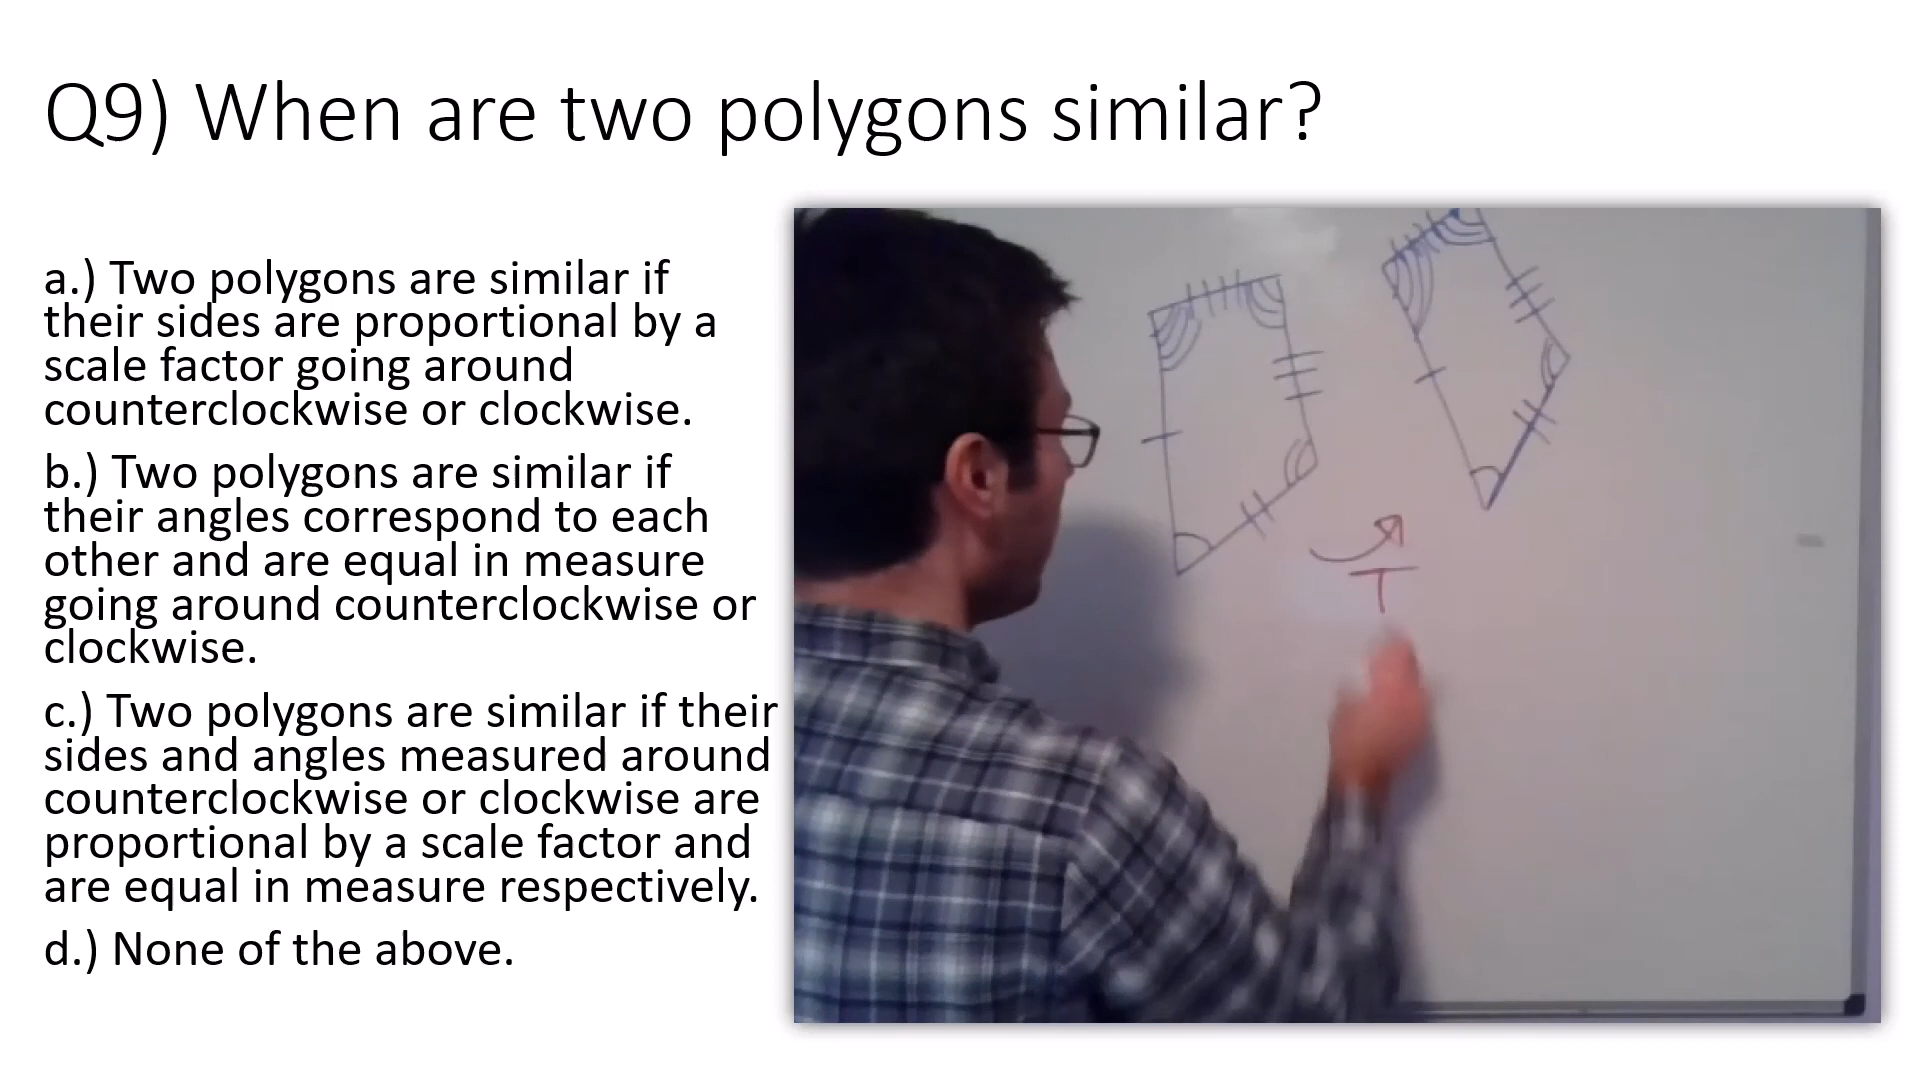 Q9) When are two polygons similar?
a.) Two polygons are similar if
their sides are proportional by a
scale factor going around
counterclockwise or clockwise.
b.) Two polygons are similar if
their angles correspond to each
other and are equal in measure
going around counterclockwise or
clockwise.
c.) Two polygons are similar if their
sides and angles measured around
counterclockwise or clockwise are
proportional by a scale factor and
are equal in measure respectively.
d.) None of the above.
T